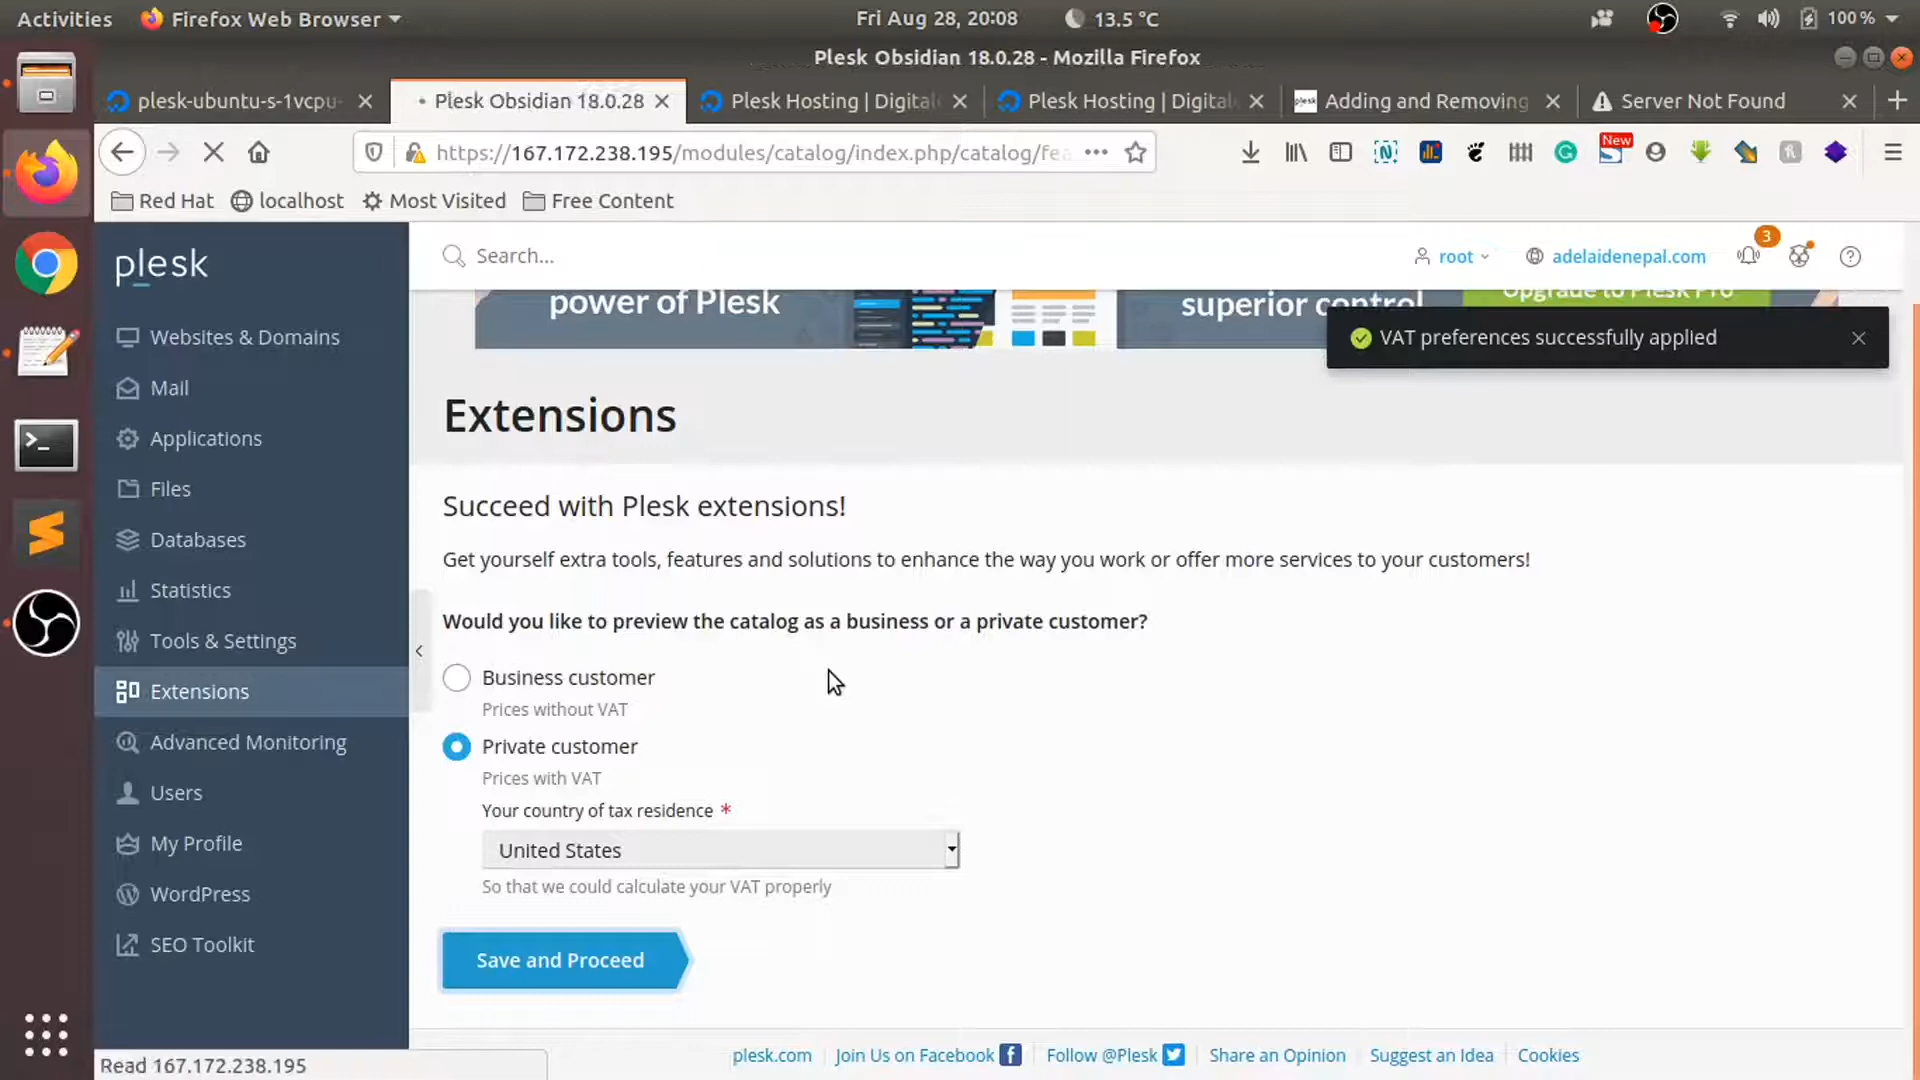 Activities
Firefox Web Browser
Fri Aug 28, 20:08
13.5 °C
100 %
Plesk Obsidian 18.0.28 - Mozilla Firefox
plesk-ubuntu-s-1vcpu-
Plesk Obsidian 18.0.28
Plesk Hosting | Digital
Plesk Hosting | Digital
plesk
Adding and Removing
Server Not Found
https://167.172.238.195/modules/catalog/index.php/catalog/fea
New
Red Hat
localhost
Most Visited
Free Content
plesk
Search...
root
adelaidenepal.com
3
power of Plesk
superior control
Upgrade to Plesk Pro
VAT preferences successfully applied
Websites & Domains
Mail
Applications
Files
Databases
Statistics
Tools & Settings
Extensions
Advanced Monitoring
Users
My Profile
WordPress
SEO Toolkit
Extensions
Succeed with Plesk extensions!
Get yourself extra tools, features and solutions to enhance the way you work or offer more services to your customers!
Would you like to preview the catalog as a business or a private customer?
Business customer
Prices without VAT
Private customer
Prices with VAT
Your country of tax residence *
United States
So that we could calculate your VAT properly
Save and Proceed
plesk.com
Join Us on Facebook
Follow @Plesk
Share an Opinion
Suggest an Idea
Cookies
Read 167.172.238.195